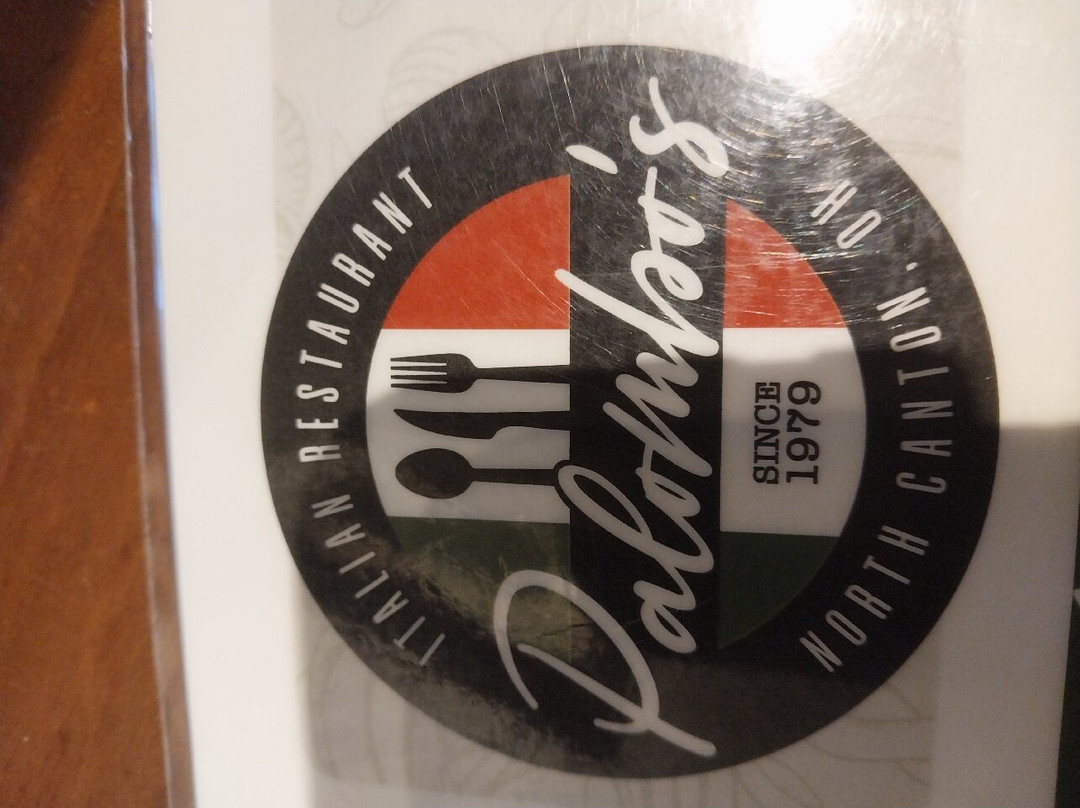 ITALIAN RESTAURANT
Palombo's
SINCE
1979
NORTH CANTON, OH